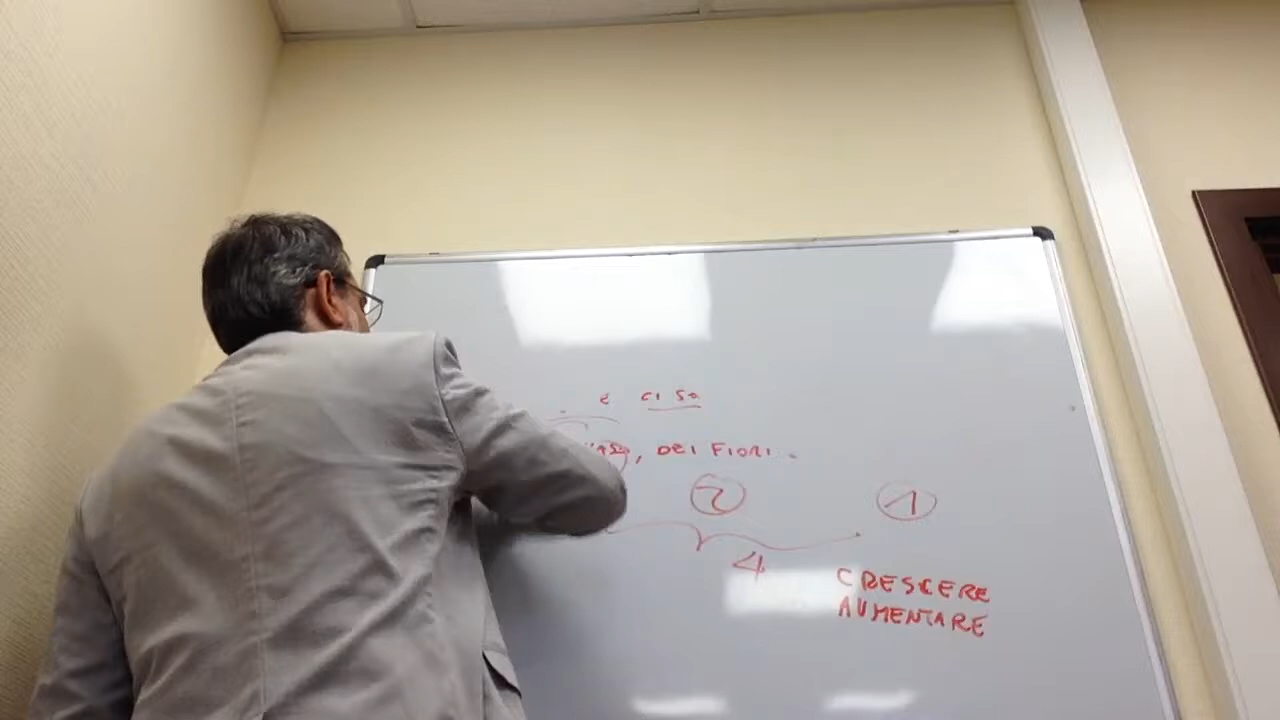 E CI SO
, DEI FIORI.
2 1
4
CRESCERE
AUMENTARE